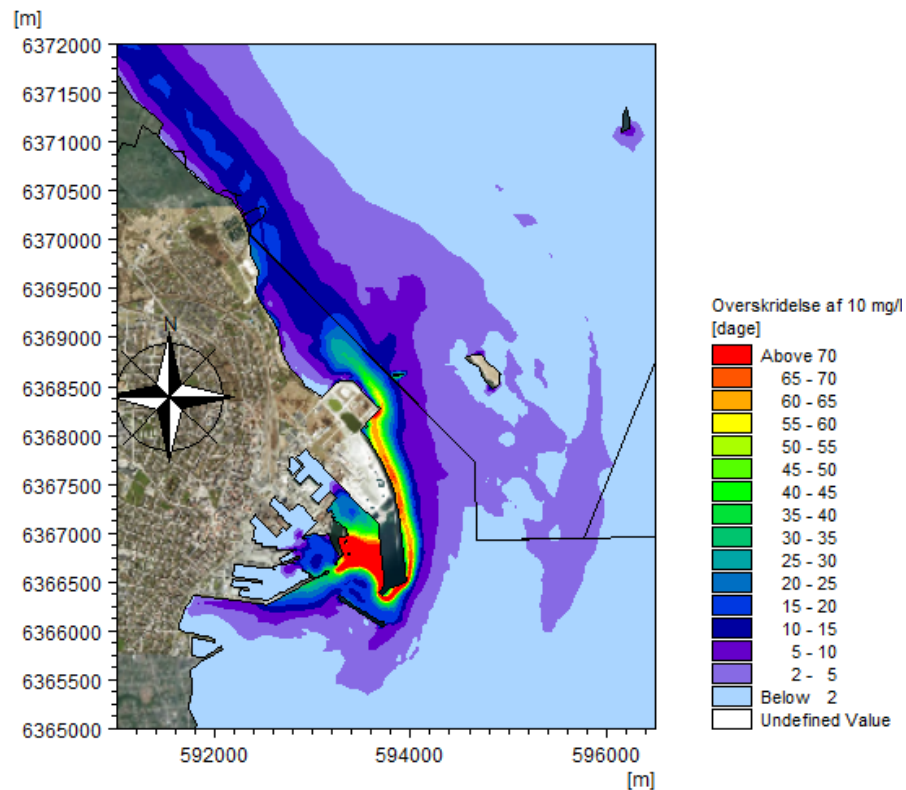 [m]
6372000
6371500
6371000
6370500
6370000
6369500
6369000
6368500
6368000
6367500
6367000
6366500
6366000
6365500
6365000
592000
594000
596000
[m]
N
Overskridelse af 10 mg/l
[dage]
Above 70
65 - 70
60 - 65
55 - 60
50 - 55
45 - 50
40 - 45
35 - 40
30 - 35
25 - 30
20 - 25
15 - 20
10 - 15
5 - 10
2 - 5
Below 2
Undefined Value